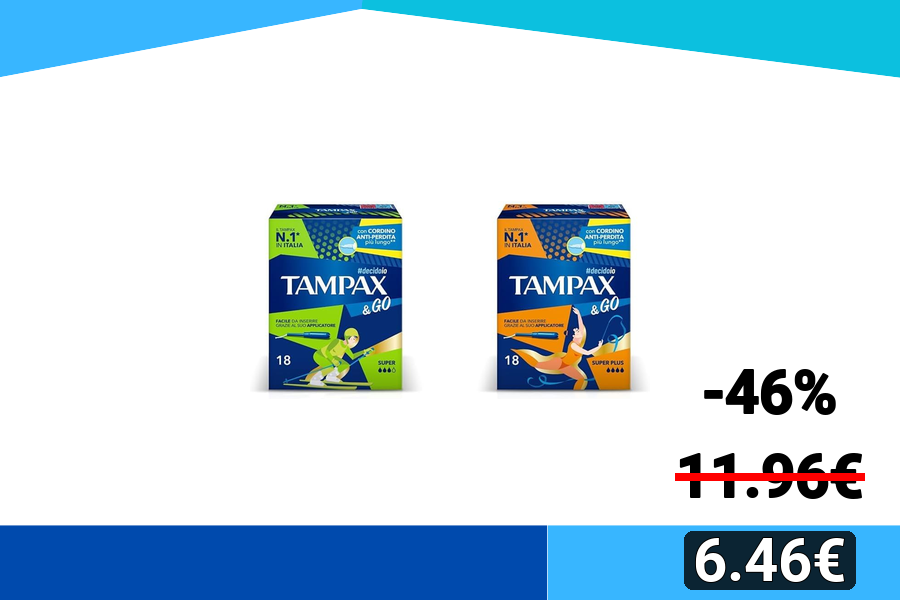 TAMPAX
IL TAMPAX
N.1*
IN ITALIA
con CORDINO
ANTI-PERDITA
più lungo**
#decidoio
TAMPAX
& GO
FACILE DA INSERIRE
GRAZIE AL SUO APPLICATORE
18
SUPER
TAMPAX
IL TAMPAX
N.1*
IN ITALIA
con CORDINO
ANTI-PERDITA
più lungo**
#decidoio
TAMPAX
& GO
FACILE DA INSERIRE
GRAZIE AL SUO APPLICATORE
18
SUPER PLUS
-46%
11.96€
6.46€